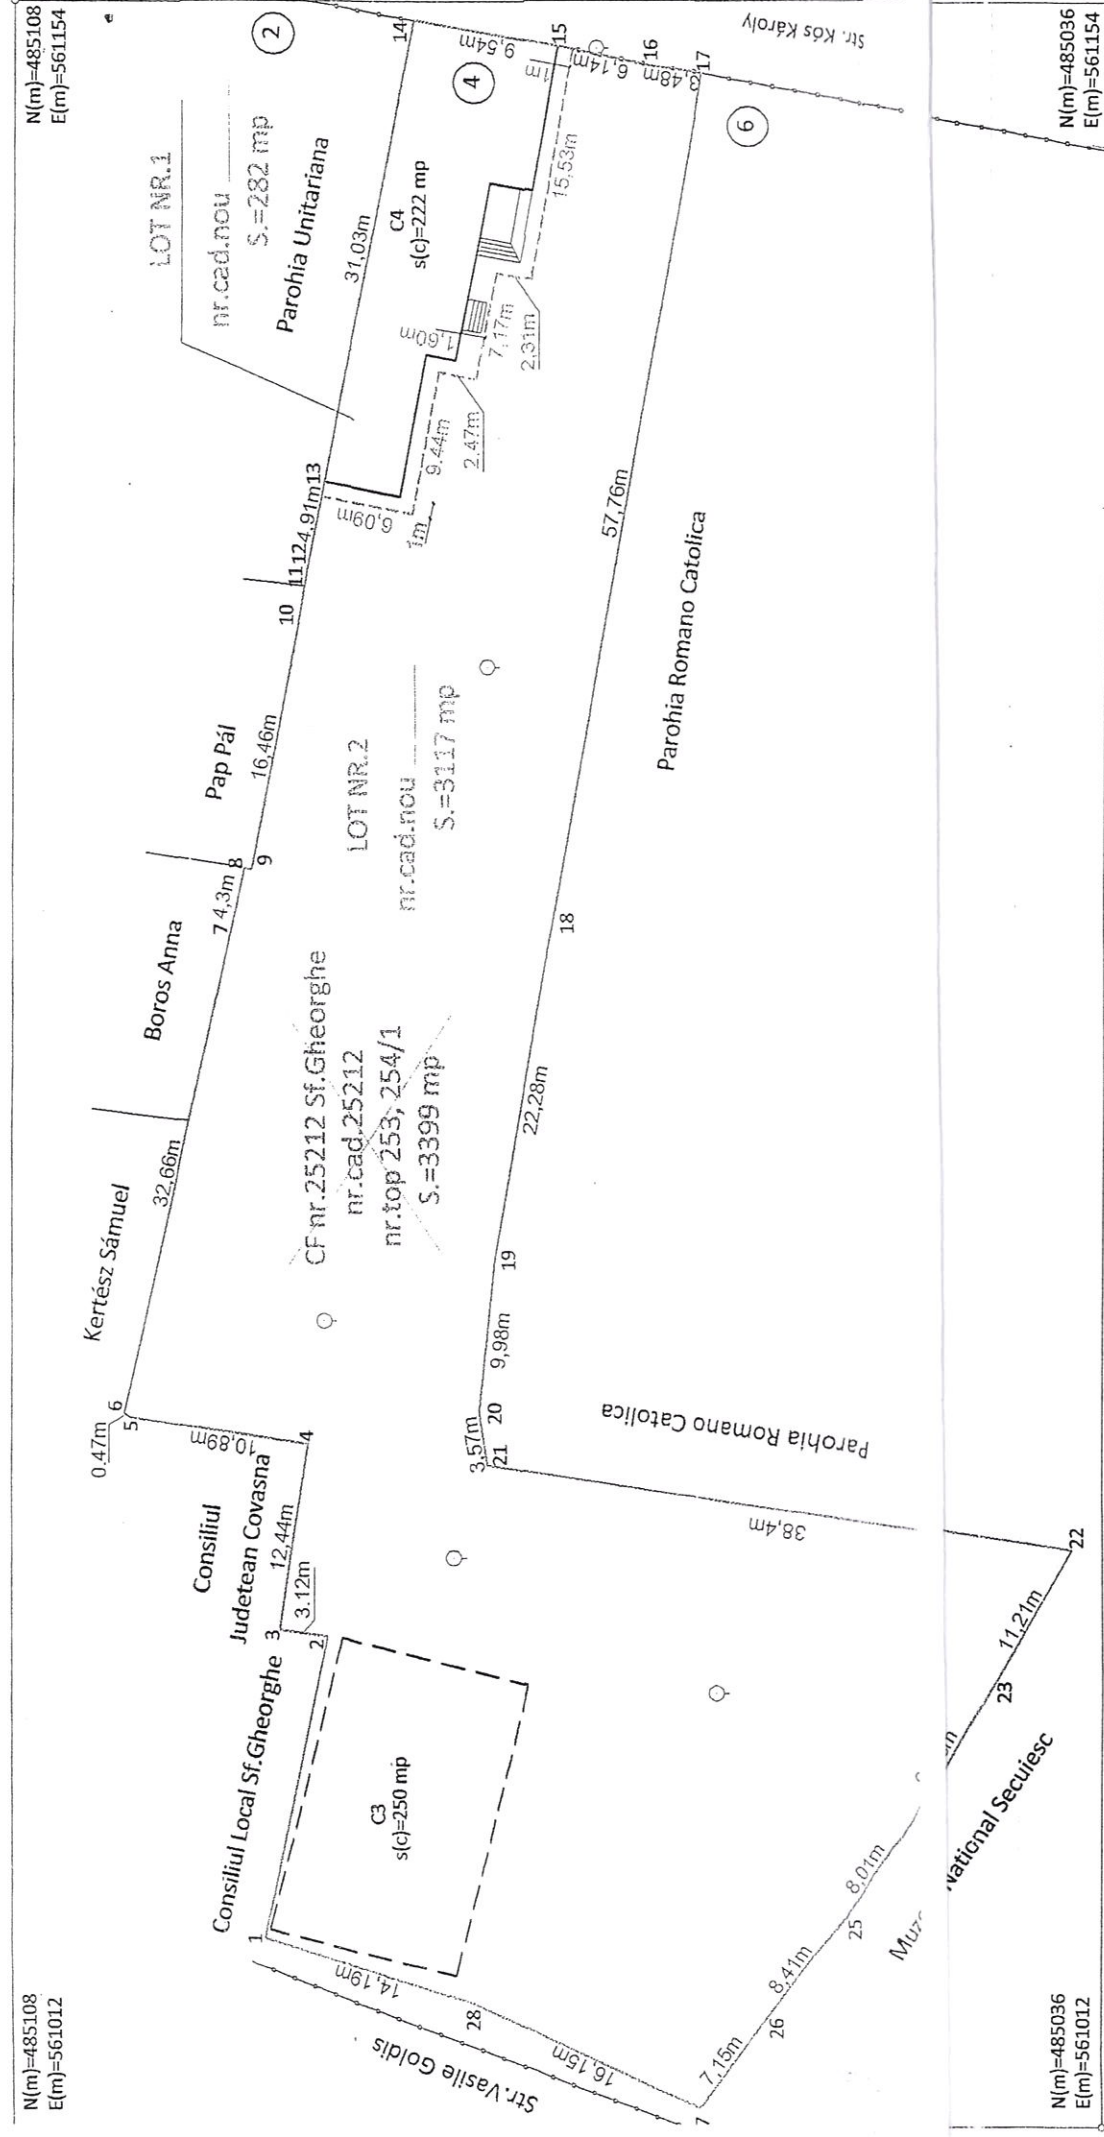 N(m)=485108
E(m)=561012
N(m)=485108
E(m)=561154
N(m)=485036
E(m)=561012
N(m)=485036
E(m)=561154
LOT NR.1
nr.cad.nou
S.=282 mp
Parohia Unitariana
31,03m
C4
s(c)=222 mp
2
4
6
14
9,54m
15
1m
6,14m
16
3,48m
17
Str. Kós Károly
15,53m
1,60m
7,17m
2,31m
9.44m
2,47m
6,09m
1m
13
4,91m
12
11
10
Pap Pál
16,46m
9
8
4,3m
7
Boros Anna
Kertész Sámuel
32,66m
6
5
0.47m
10,89m
4
Consiliul
Judetean Covasna
12,44m
3.12m
3
2
Consiliul Local Sf.Gheorghe
1
C3
s(c)=250 mp
14,19m
28
16,15m
Str.Vasile Goldis
7
7,15m
26
8,41m
25
8,01m
23
11,21m
22
National Secuiesc
38,4m
Parohia Romano Catolica
21
3,57m
20
9,98m
19
22,28m
18
57,76m
Parohia Romano Catolica
LOT NR.2
nr.cad.nou
S.=3117 mp
CF nr.25212 Sf.Gheorghe
nr.cad.25212
nr.top 253, 254/1
S.=3399 mp